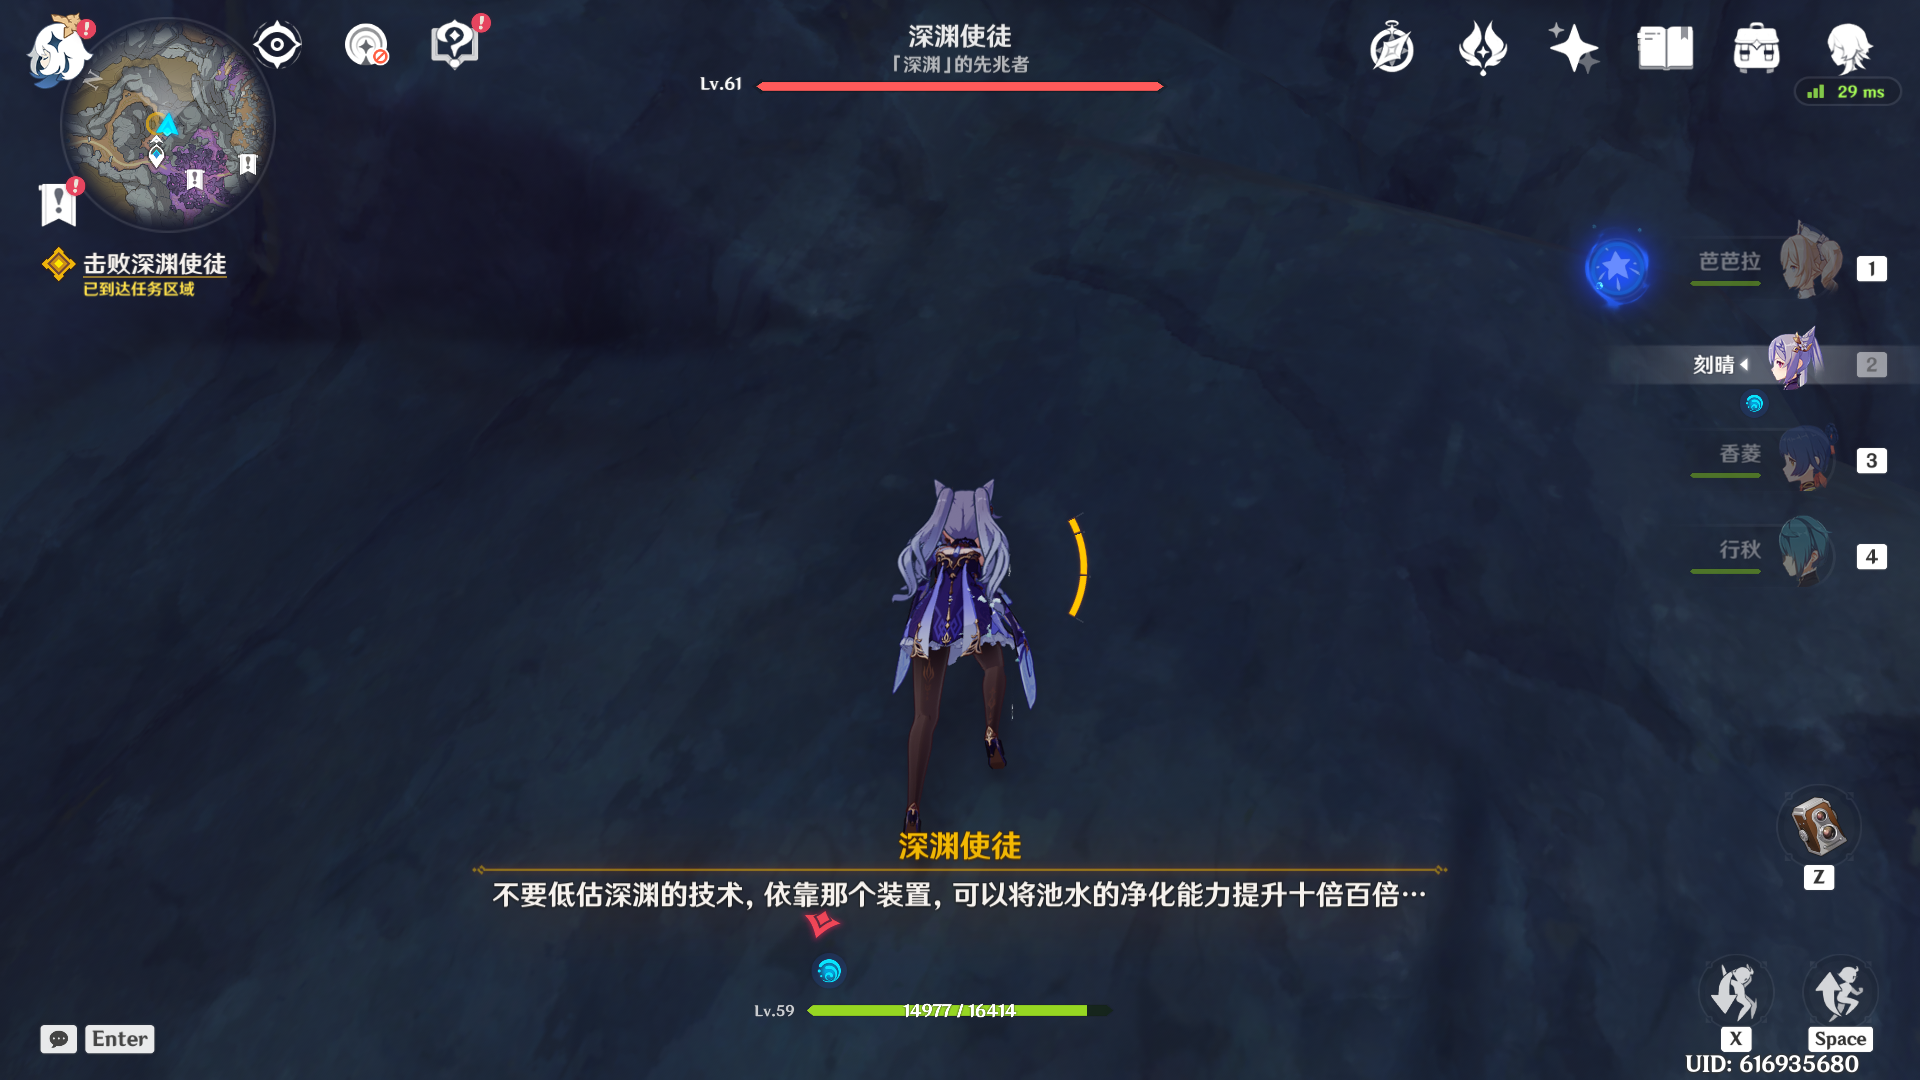 深渊使徒
「深渊」的先兆者
Lv.61
29 ms
击败深渊使徒
已到达任务区域
芭芭拉
1
刻晴
2
香菱
3
行秋
4
Z
深渊使徒
不要低估深渊的技术, 依靠那个装置, 可以将池水的净化能力提升十倍百倍…
Lv.59
14977 / 16414
Enter
X
Space
UID: 616935680